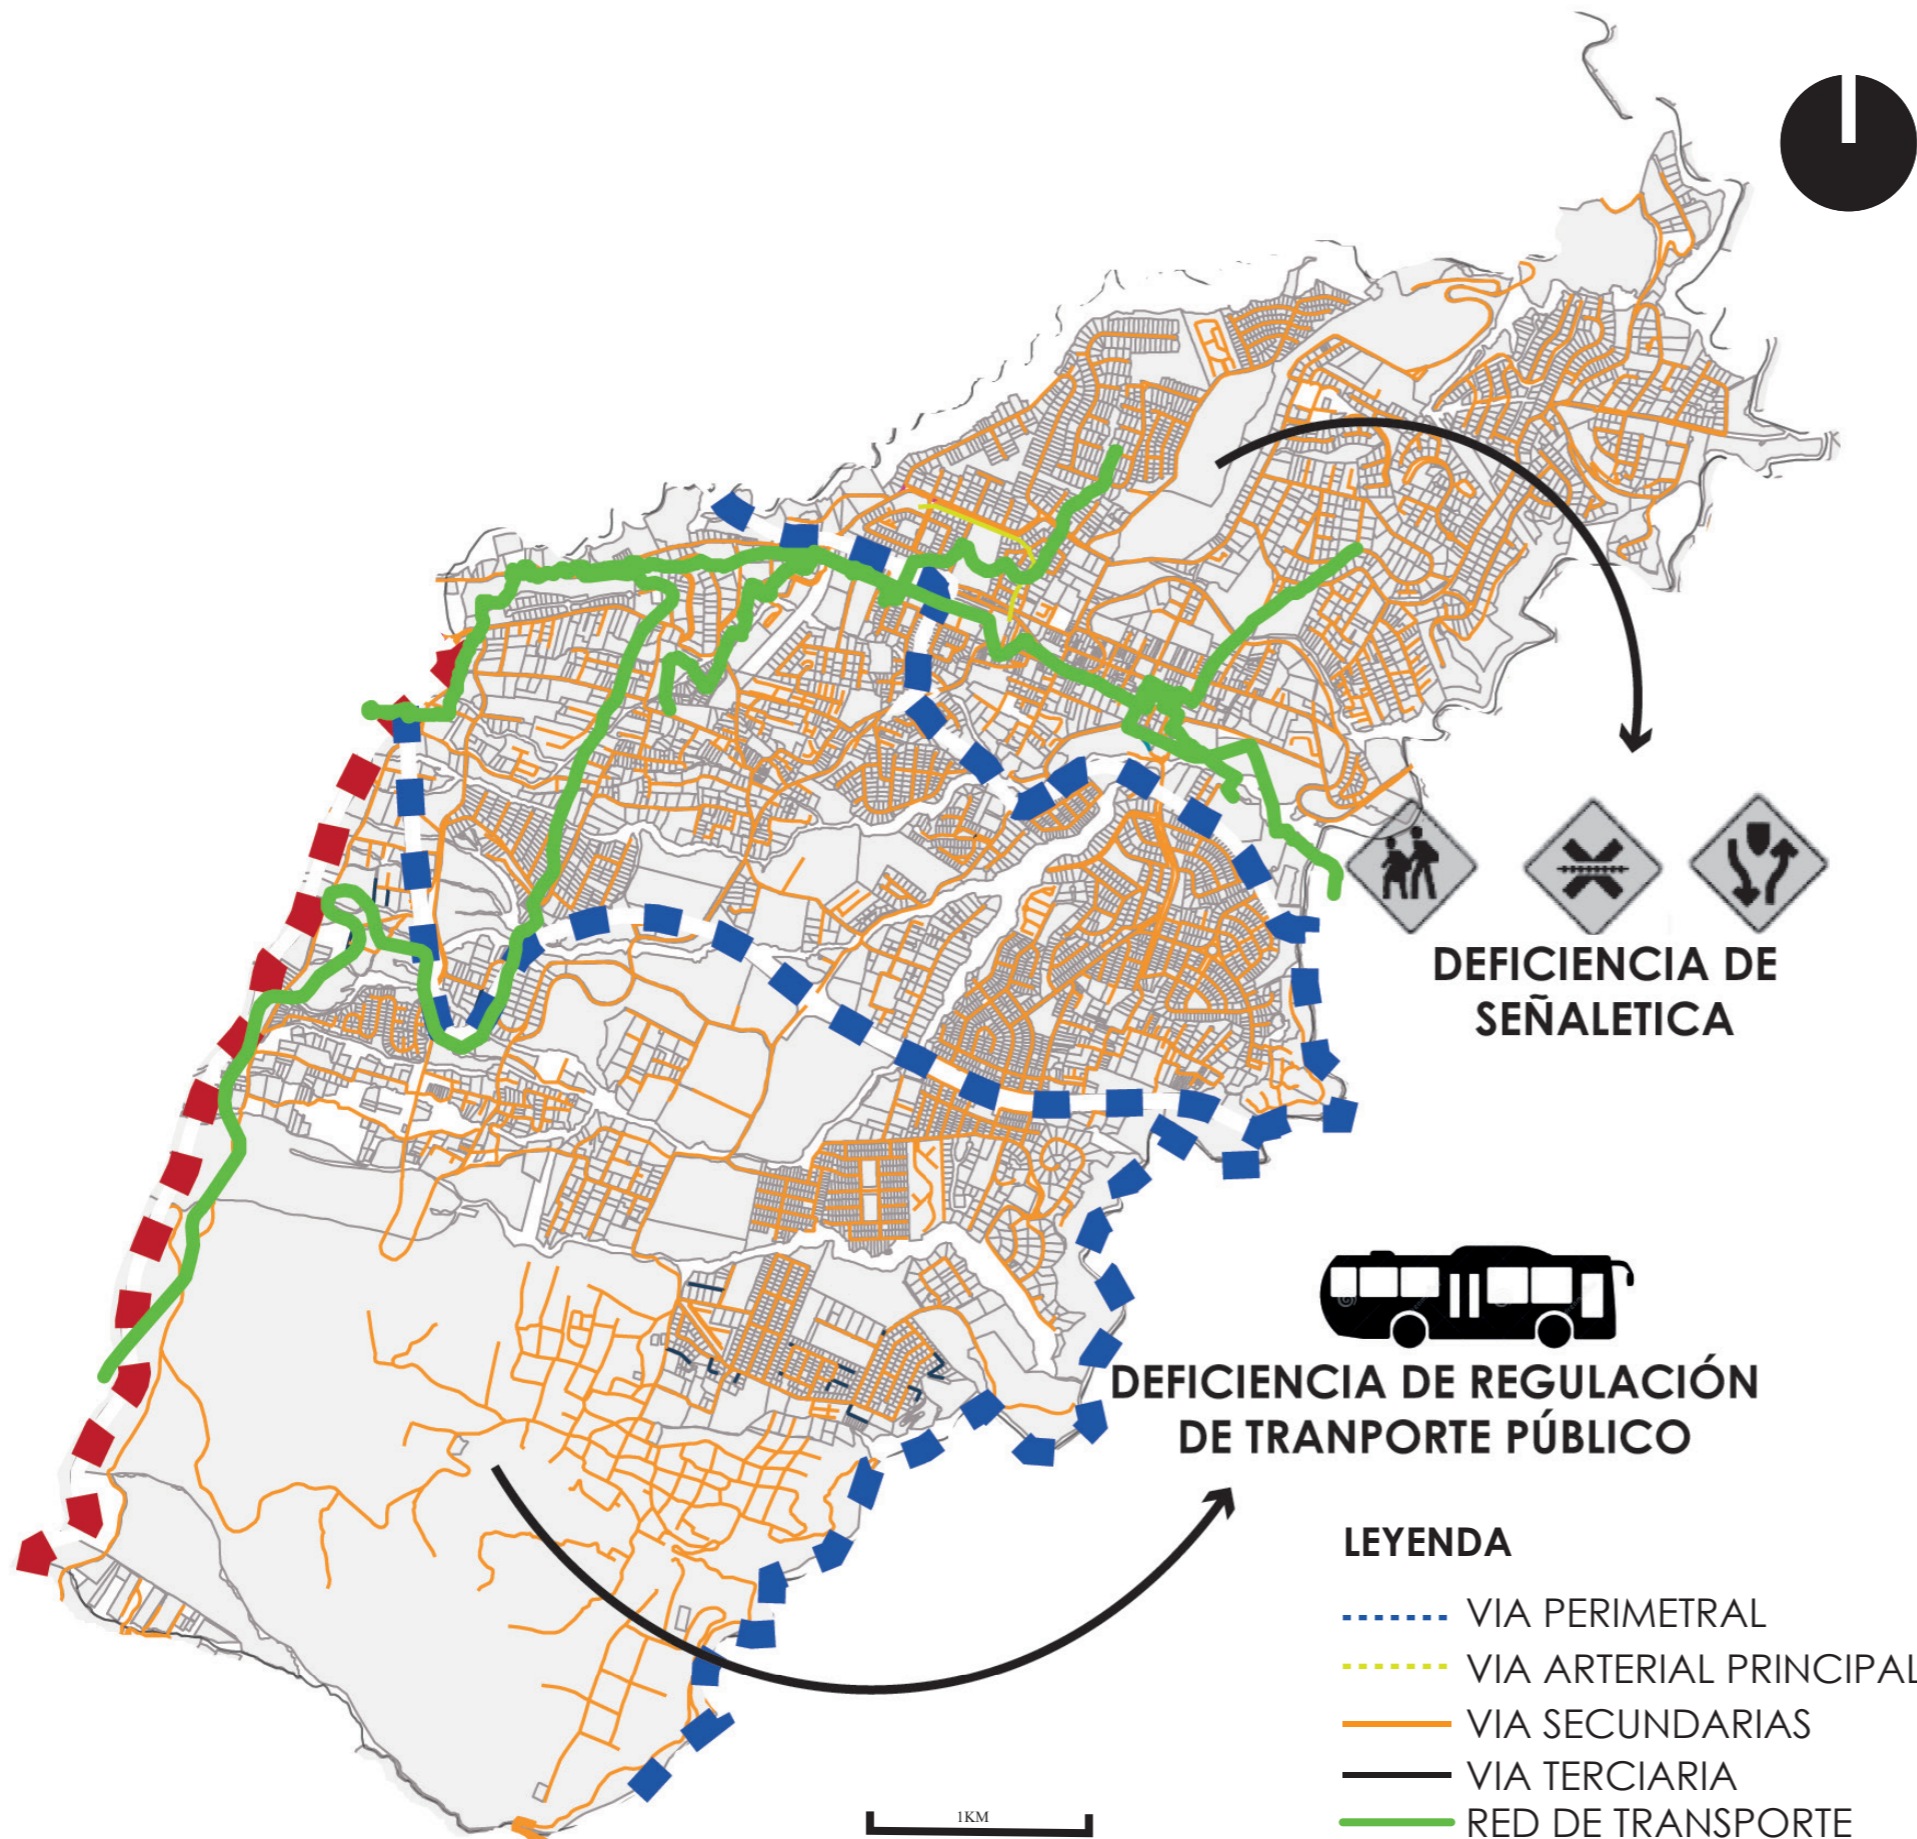 DEFICIENCIA DE
SEÑALETICA
DEFICIENCIA DE REGULACIÓN
DE TRANPORTE PÚBLICO
LEYENDA
VIA PERIMETRAL
VIA ARTERIAL PRINCIPAL
VIA SECUNDARIAS
VIA TERCIARIA
RED DE TRANSPORTE
1KM